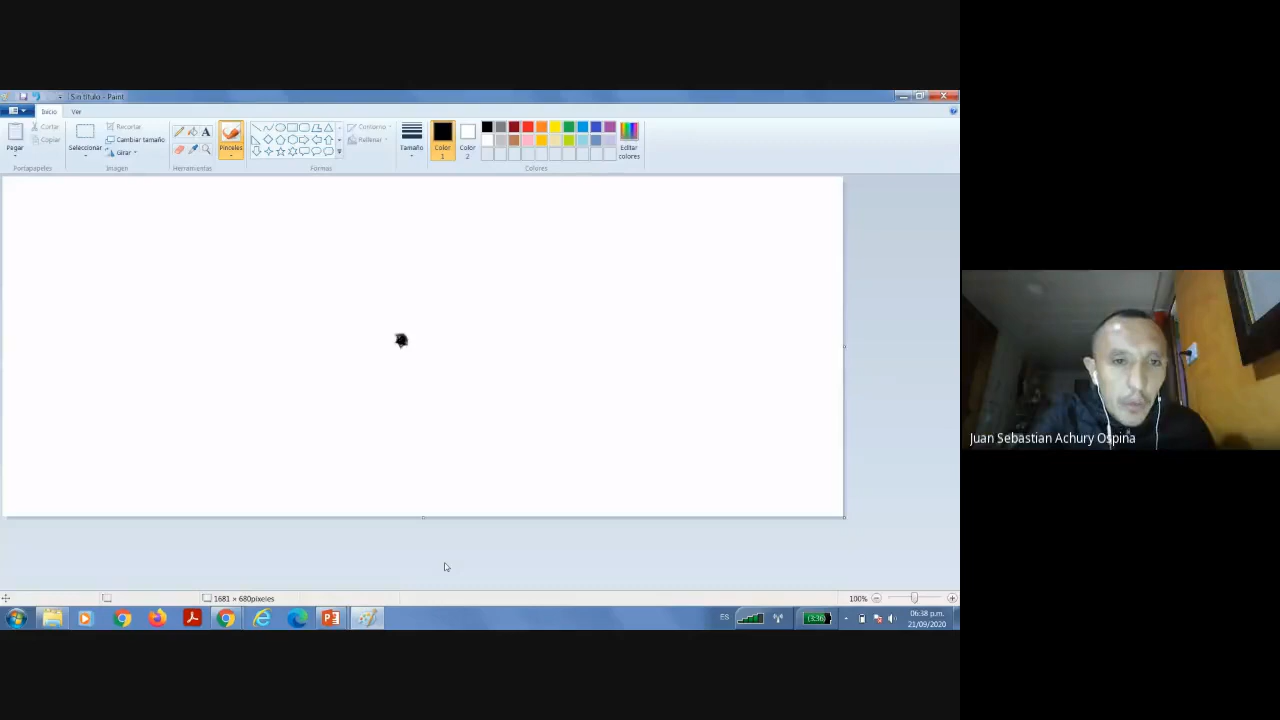 Sin título - Paint
Inicio
Ver
Pegar
Cortar
Copiar
Portapapeles
Seleccionar
Recortar
Cambiar tamaño
Girar
Imagen
A
Herramientas
Pinceles
Contorno
Rellenar
Formas
Tamaño
Color
1
Color
2
Editar
colores
Colores
Juan Sebastian Achury Ospina
1681 × 680píxeles
100%
ES
(3:36)
06:38 p.m.
21/09/2020